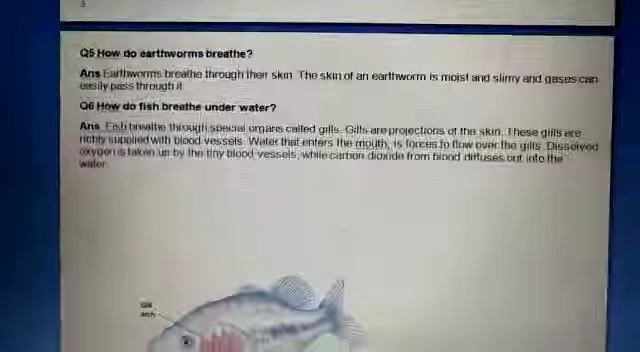 Q5 How do earthworms breathe?
Ans Earthworms breathe through their skin. The skin of an earthworm is moist and slimy and gases can
easily pass through it
Q6 How do fish breathe under water?
Ans. Fish breathe through special organs called gills. Gills are projections of the skin. These gills are
richly supplied with blood vessels. Water that enters the mouth, is forces to flow over the gills. Dissolved
oxygen is taken up by the tiny blood vessels, while carbon dioxide from blood diffuses out into the
water.
Gill
arch